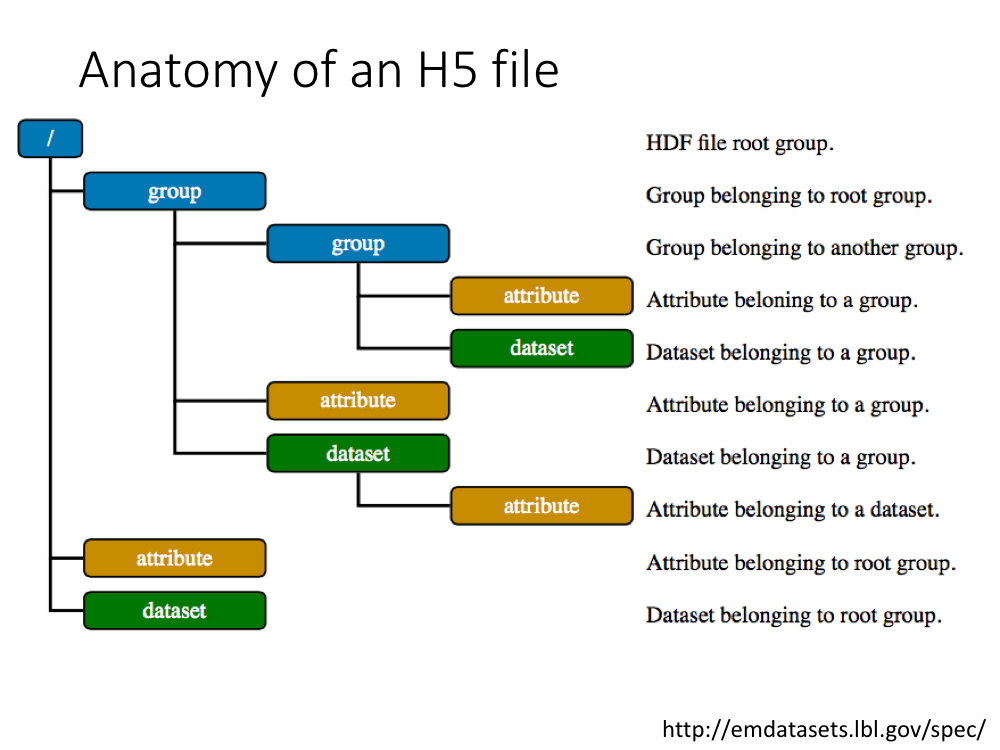 Anatomy of an H5 file
/ HDF file root group.
group Group belonging to root group.
group Group belonging to another group.
attribute Attribute beloning to a group.
dataset Dataset belonging to a group.
attribute Attribute belonging to a group.
dataset Dataset belonging to a group.
attribute Attribute belonging to a dataset.
attribute Attribute belonging to root group.
dataset Dataset belonging to root group.
http://emdatasets.lbl.gov/spec/